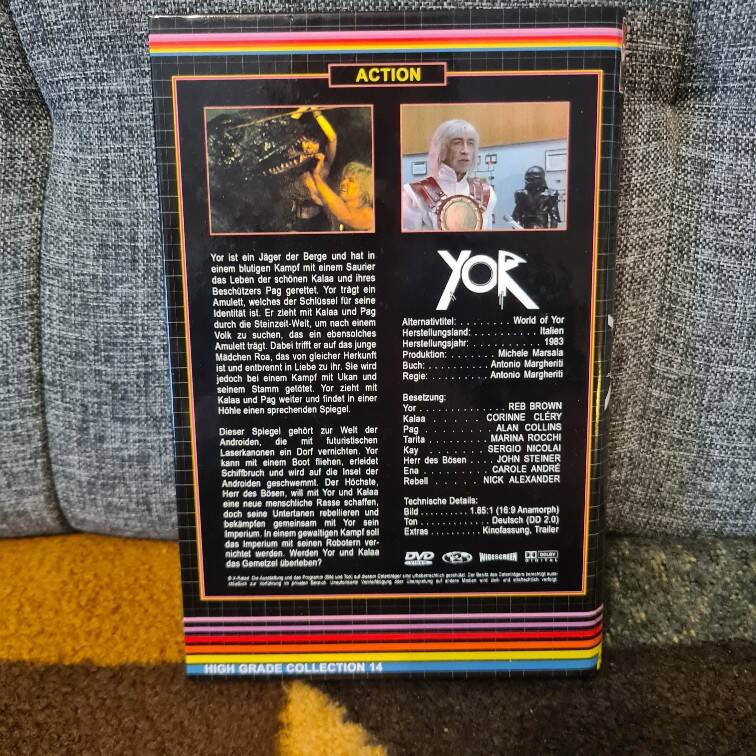 ACTION
Yor ist ein Jäger der Berge und hat in
einem blutigen Kampf mit einem Saurier
das Leben der schönen Kalaa und ihres
Beschützers Pag gerettet. Yor trägt ein
Amulett, welches der Schlüssel für seine
Identität ist. Er zieht mit Kalaa und Pag
durch die Steinzeit-Welt, um nach einem
Volk zu suchen, das ein ebensolches
Amulett trägt. Dabei trifft er auf das junge
Mädchen Roa, das von gleicher Herkunft
ist und entbrennt in Liebe zu ihr. Sie wird
jedoch bei einem Kampf mit Ukan und
seinem Stamm getötet. Yor zieht mit
Kalaa und Pag weiter und findet in einer
Höhle einen sprechenden Spiegel.
Dieser Spiegel gehört zur Welt der
Androiden, die mit futuristischen
Laserkanonen ein Dorf vernichten. Yor
kann mit einem Boot fliehen, erleidet
Schiffbruch und wird auf die Insel der
Androiden geschwemmt. Der Höchste,
Herr des Bösen, will mit Yor und Kalaa
eine neue menschliche Rasse schaffen,
doch seine Untertanen rebellieren und
bekämpfen gemeinsam mit Yor sein
Imperium. In einem gewaltigen Kampf soll
das Imperium mit seinen Robotern ver-
nichtet werden. Werden Yor und Kalaa
das Gemetzel überleben?
YOR
Alternativtitel: . . . . . . . . World of Yor
Herstellungsland: . . . . . . . . . . Italien
Herstellungsjahr: . . . . . . . . . . . 1983
Produktion: . . . . . . . . Michele Marsala
Buch: . . . . . . . . . Antonio Margheriti
Regie: . . . . . . . . . Antonio Margheriti
Besetzung:
Yor . . . . . . . . . . . REB BROWN
Kalaa . . . . . . . . CORINNE CLÉRY
Pag . . . . . . . . . . ALAN COLLINS
Tarita . . . . . . . . MARINA ROCCHI
Kay . . . . . . . . . SERGIO NICOLAI
Herr des Bösen . . . . JOHN STEINER
Ena . . . . . . . . . . CAROLE ANDRÉ
Rebell . . . . . . . NICK ALEXANDER
Technische Details:
Bild . . . . . . . . 1.85:1 (16:9 Anamorph)
Ton . . . . . . . . . . . Deutsch (DD 2.0)
Extras . . . . . . . . Kinofassung, Trailer
DVD VIDEO 2 WIDESCREEN DOLBY DIGITAL
HIGH GRADE COLLECTION 14